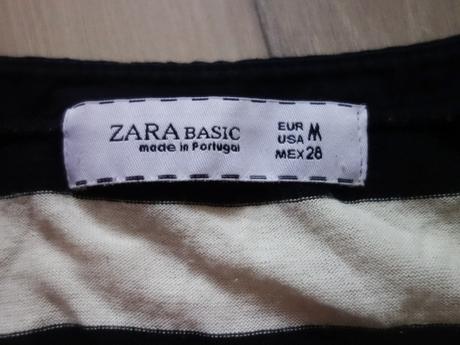 ZARA BASIC
made in Portugal
EUR M
USA
MEX 28